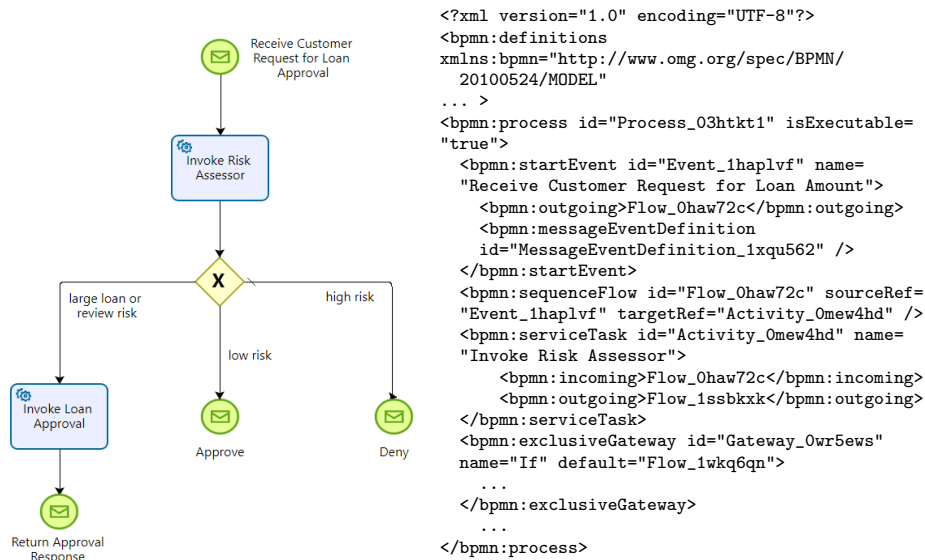 Receive Customer
Request for Loan
Approval
Invoke Risk
Assessor
X
large loan or
review risk
high risk
low risk
Invoke Loan
Approval
Approve
Deny
Return Approval
Response
<?xml version="1.0" encoding="UTF-8"?>
<bpmn:definitions
xmlns:bpmn="http://www.omg.org/spec/BPMN/
20100524/MODEL"
... >
<bpmn:process id="Process_03htkt1" isExecutable=
"true">
<bpmn:startEvent id="Event_1haplvf" name=
"Receive Customer Request for Loan Amount">
<bpmn:outgoing>Flow_0haw72c</bpmn:outgoing>
<bpmn:messageEventDefinition
id="MessageEventDefinition_1xqu562" />
</bpmn:startEvent>
<bpmn:sequenceFlow id="Flow_0haw72c" sourceRef=
"Event_1haplvf" targetRef="Activity_0mew4hd" />
<bpmn:serviceTask id="Activity_0mew4hd" name=
"Invoke Risk Assessor">
<bpmn:incoming>Flow_0haw72c</bpmn:incoming>
<bpmn:outgoing>Flow_1ssbkxk</bpmn:outgoing>
</bpmn:serviceTask>
<bpmn:exclusiveGateway id="Gateway_0wr5ews"
name="If" default="Flow_1wkq6qn">
...
</bpmn:exclusiveGateway>
...
</bpmn:process>